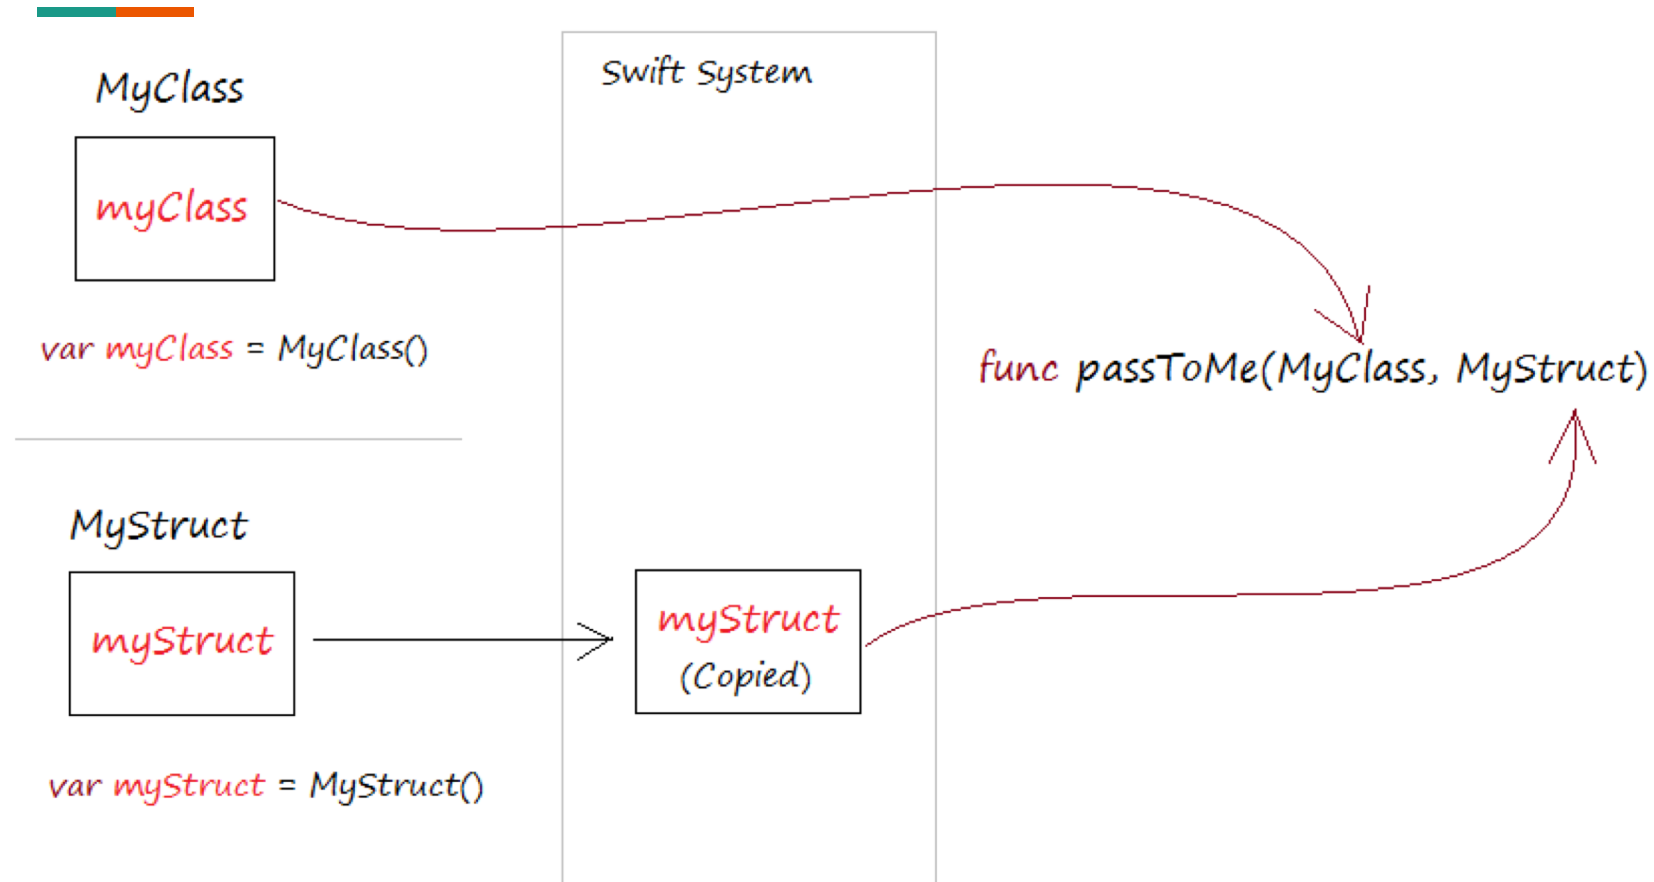 MyClass
myClass
var myClass = MyClass()
MyStruct
myStruct
var myStruct = MyStruct()
Swift System
myStruct
(Copied)
func passToMe(MyClass, MyStruct)